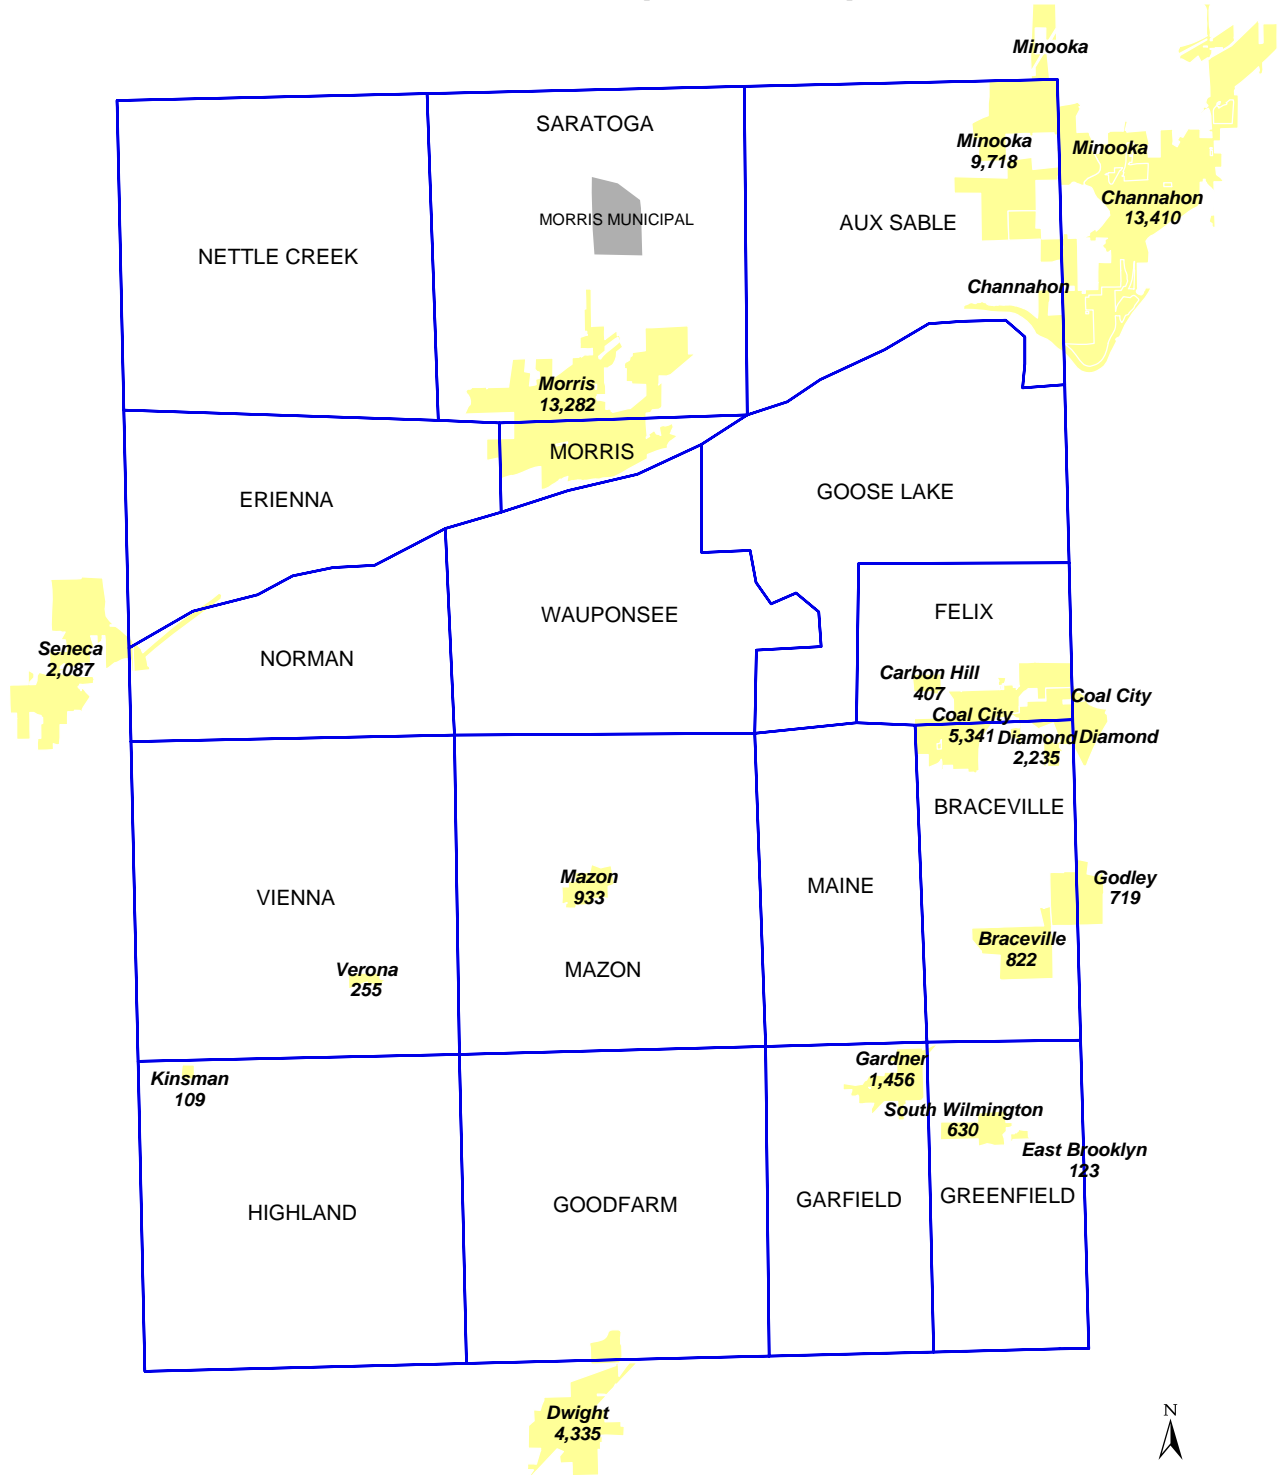 Minooka
SARATOGA
Minooka
9,718
Minooka
Channahon
13,410
MORRIS MUNICIPAL
AUX SABLE
NETTLE CREEK
Channahon
Morris
13,282
MORRIS
ERIENNA
GOOSE LAKE
WAUPONSEE
FELIX
Seneca
2,087
NORMAN
Carbon Hill
407
Coal City
Coal City
5,341
Diamond
2,235
Diamond
BRACEVILLE
Mazon
933
MAINE
Godley
719
VIENNA
Braceville
822
Verona
255
MAZON
Gardner
1,456
Kinsman
109
South Wilmington
630
East Brooklyn
123
HIGHLAND
GOODFARM
GARFIELD
GREENFIELD
Dwight
4,335
N